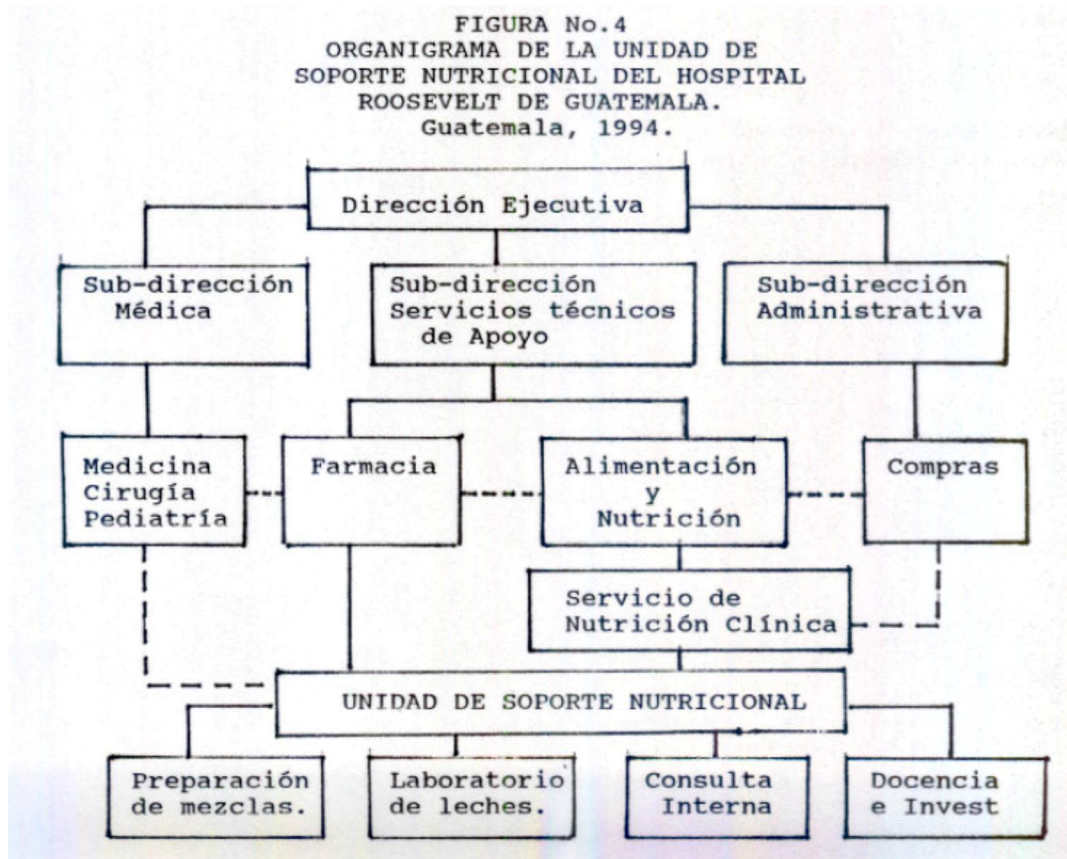 FIGURA No.4
ORGANIGRAMA DE LA UNIDAD DE
SOPORTE NUTRICIONAL DEL HOSPITAL
ROOSEVELT DE GUATEMALA.
Guatemala, 1994.
Dirección Ejecutiva
Sub-dirección
Médica
Sub-dirección
Servicios técnicos
de Apoyo
Sub-dirección
Administrativa
Medicina
Cirugía
Pediatría
Farmacia
Alimentación
y
Nutrición
Compras
Servicio de
Nutrición Clínica
UNIDAD DE SOPORTE NUTRICIONAL
Preparación
de mezclas.
Laboratorio
de leches.
Consulta
Interna
Docencia
e Invest